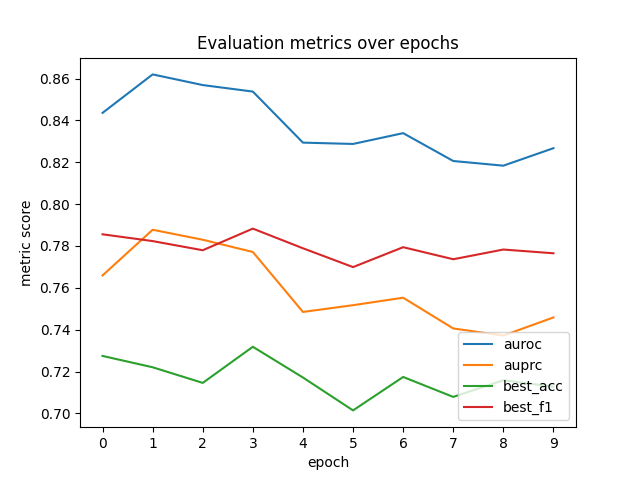 Evaluation metrics over epochs
metric score
0.86
0.84
0.82
0.80
0.78
0.76
0.74
0.72
0.70
auroc
auprc
best_acc
best_f1
0 1 2 3 4 5 6 7 8 9
epoch